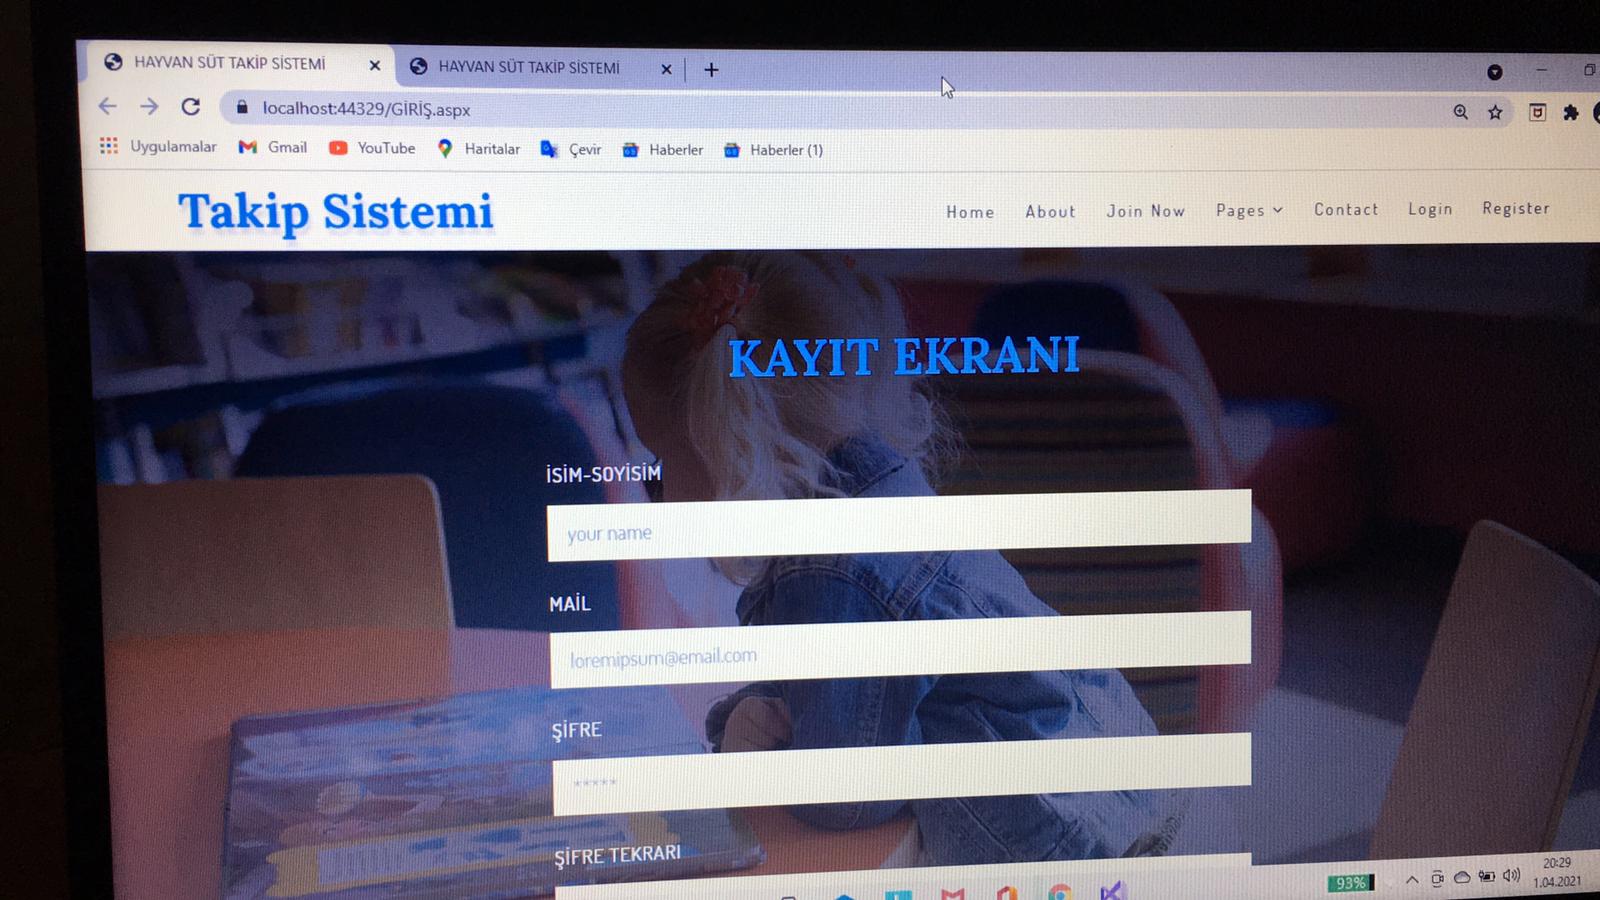 HAYVAN SÜT TAKİP SİSTEMİ
HAYVAN SÜT TAKİP SİSTEMİ
localhost:44329/GİRİŞ.aspx
Uygulamalar Gmail YouTube Haritalar Çevir Haberler Haberler (1)
Takip Sistemi
Home About Join Now Pages Contact Login Register
KAYIT EKRANI
İSİM-SOYİSİM
your name
MAİL
loremipsum@email.com
ŞİFRE
*****
ŞİFRE TEKRARI
93%
20:29
1.04.2021